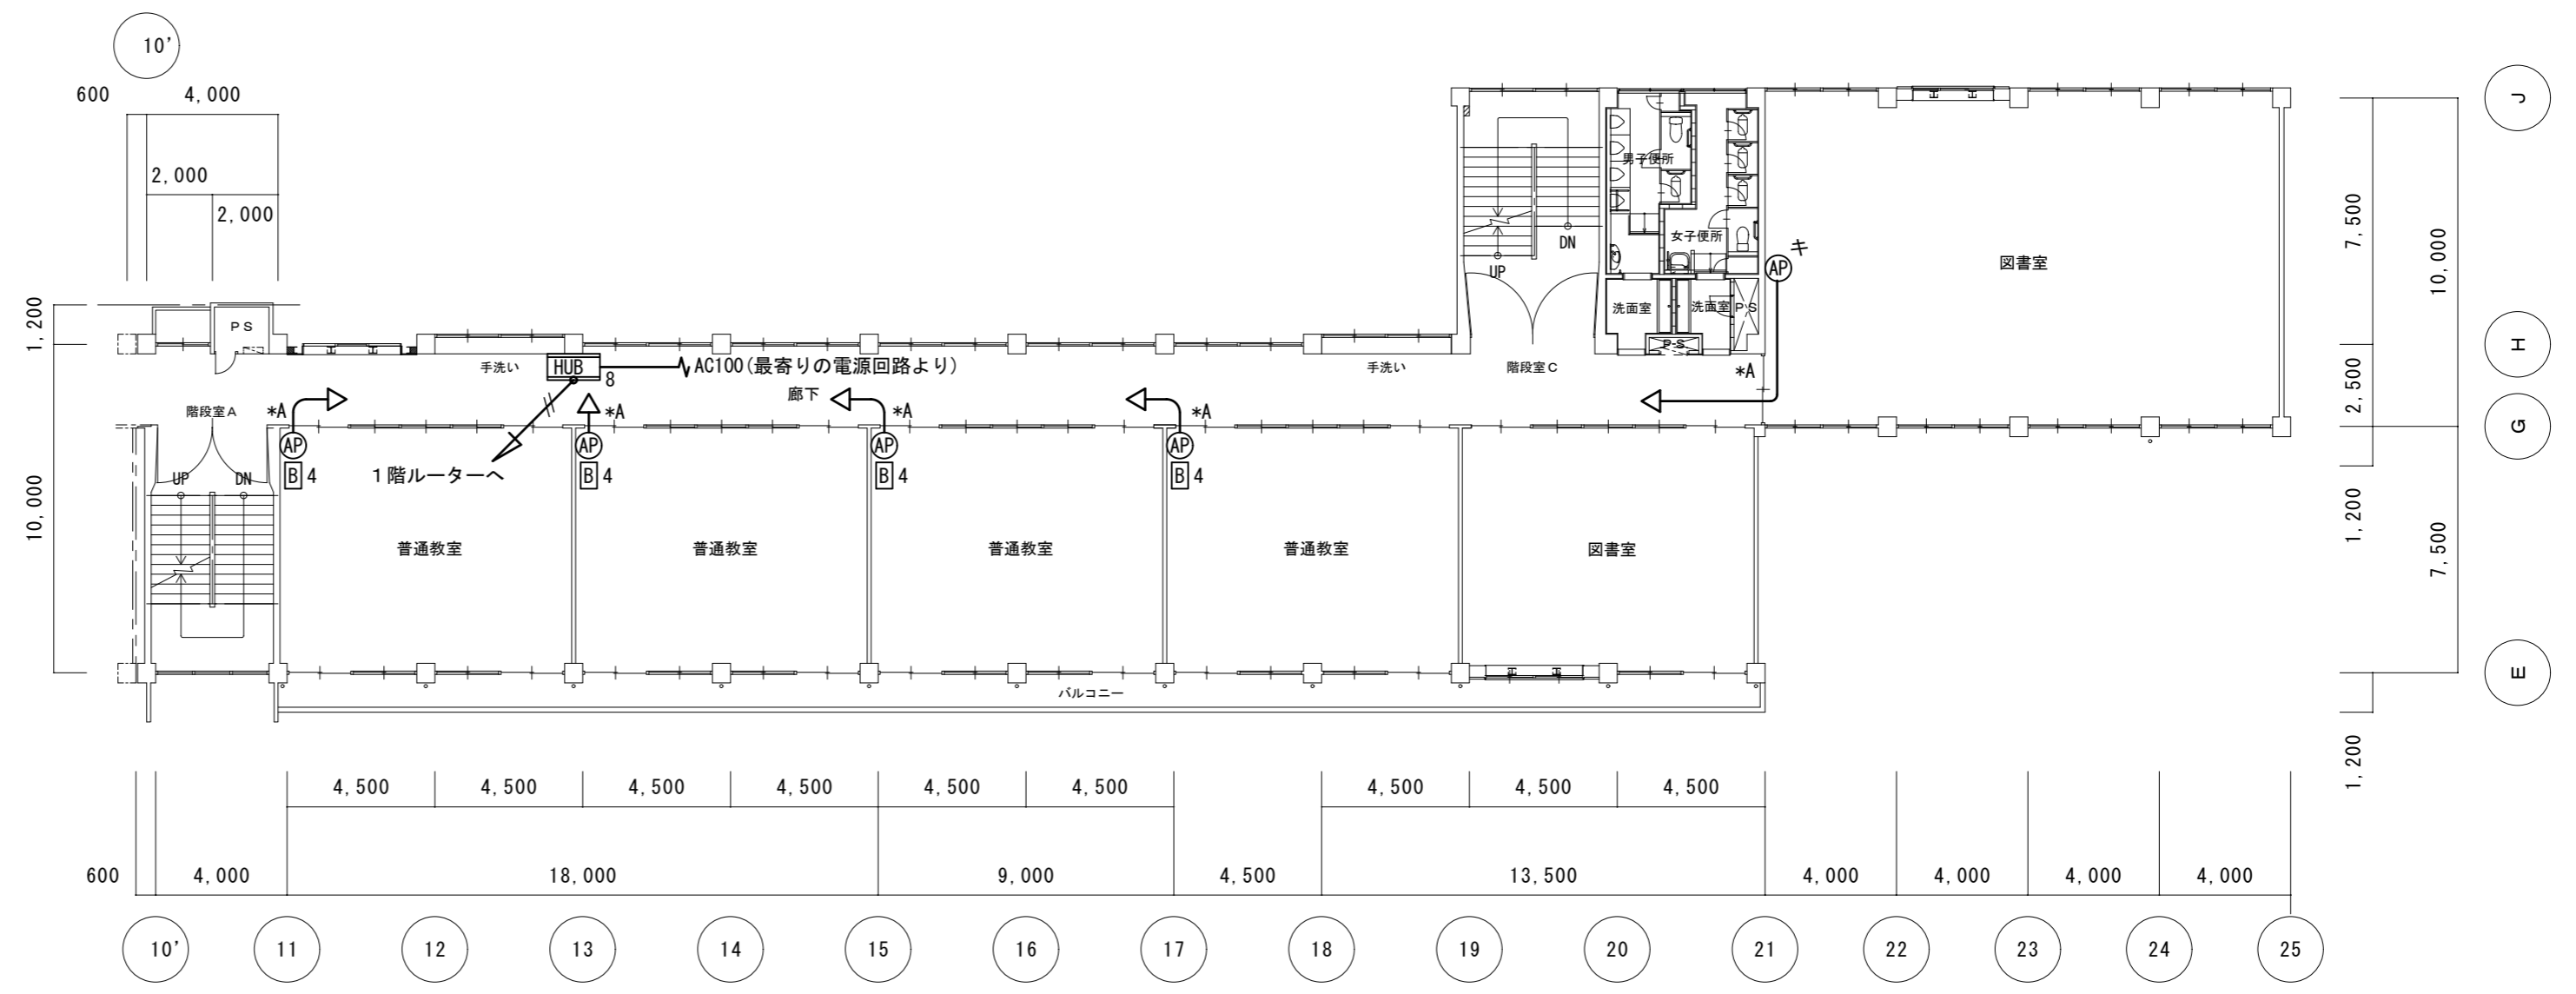 10'
600
4,000
2,000
2,000
J
7,500
10,000
男子便所
女子便所
DN
UP
キ
AP
図書室
1,200
PS
洗面室
洗面室
PS
PS
H
手洗い
HUB
8
AC100(最寄りの電源回路より)
廊下
手洗い
階段室C
*A
2,500
階段室A
*A
*A
*A
*A
G
AP
AP
AP
AP
B 4
B 4
B 4
B 4
1階ルーターへ
UP
DN
10,000
1,200
7,500
普通教室
普通教室
普通教室
普通教室
図書室
E
バルコニー
1,200
4,500
4,500
4,500
4,500
4,500
4,500
4,500
4,500
4,500
600
4,000
18,000
9,000
4,500
13,500
4,000
4,000
4,000
4,000
10'
11
12
13
14
15
16
17
18
19
20
21
22
23
24
25